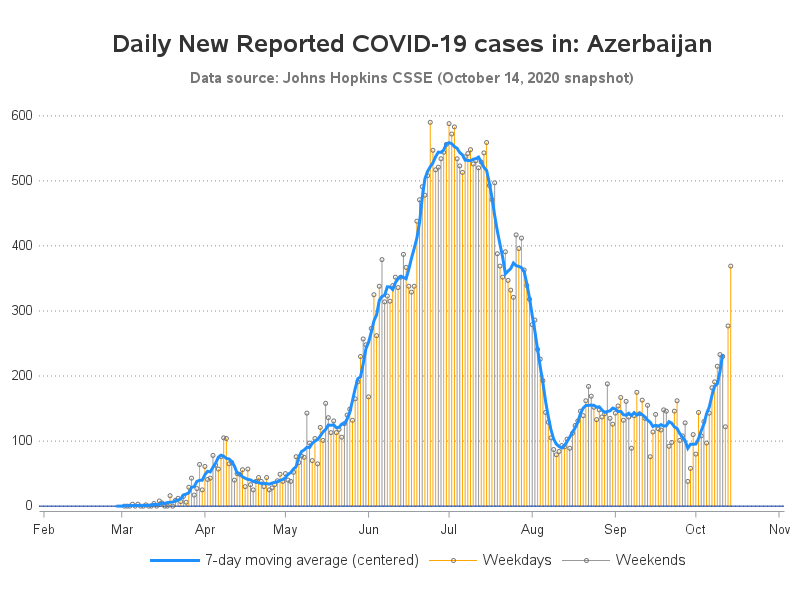 Daily New Reported COVID-19 cases in: Azerbaijan
Data source: Johns Hopkins CSSE (October 14, 2020 snapshot)
600
500
400
300
200
100
0
Feb Mar Apr May Jun Jul Aug Sep Oct Nov
7-day moving average (centered) Weekdays Weekends